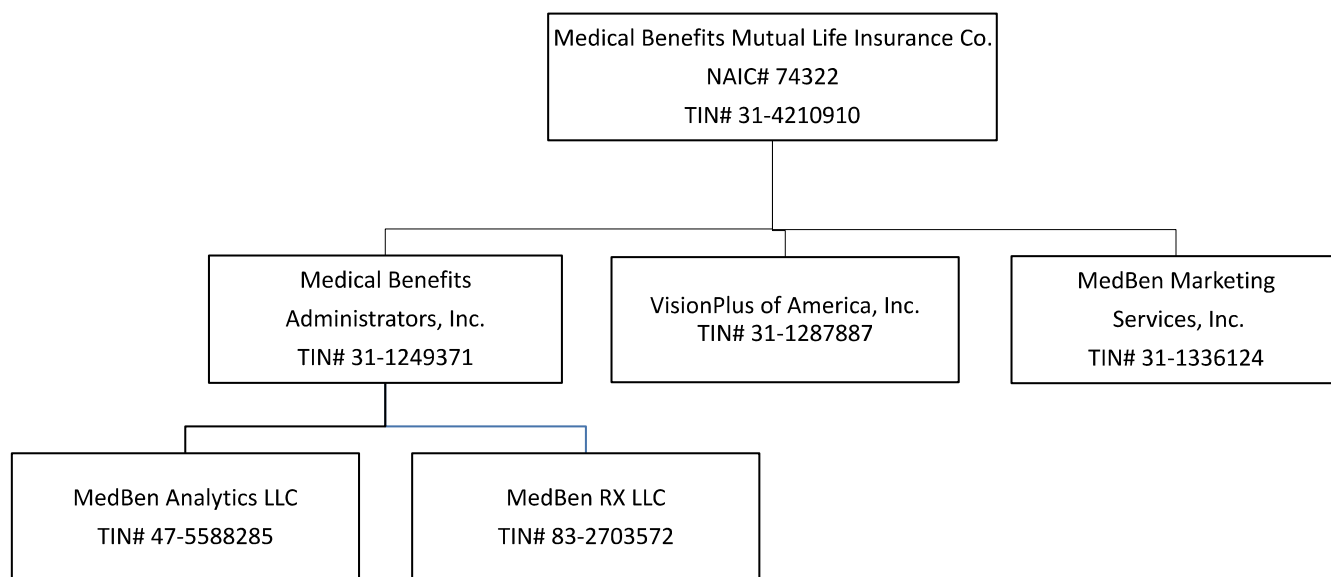 Medical Benefits Mutual Life Insurance Co.
NAIC# 74322
TIN# 31-4210910
Medical Benefits
Administrators, Inc.
TIN# 31-1249371
VisionPlus of America, Inc.
TIN# 31-1287887
MedBen Marketing
Services, Inc.
TIN# 31-1336124
MedBen Analytics LLC
TIN# 47-5588285
MedBen RX LLC
TIN# 83-2703572